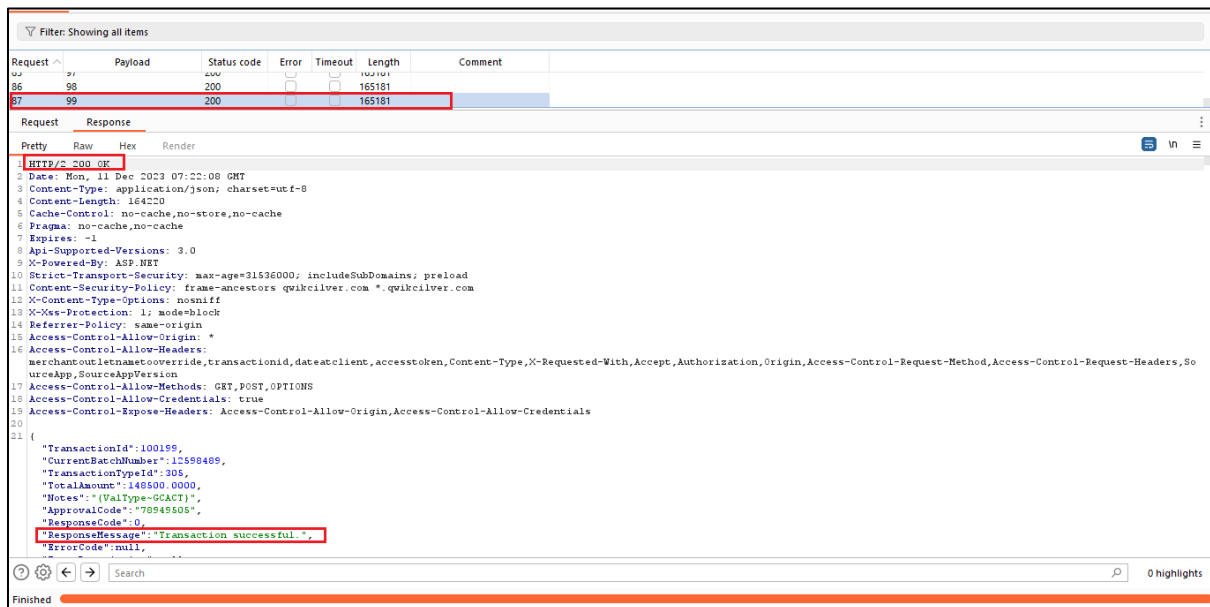 Filter: Showing all items
Request Payload Status code Error Timeout Length Comment
86 98 200 165181
87 99 200 165181
Request Response
Pretty Raw Hex Render \n
1 HTTP/2 200 OK
2 Date: Mon, 11 Dec 2023 07:22:08 GMT
3 Content-Type: application/json; charset=utf-8
4 Content-Length: 164220
5 Cache-Control: no-cache,no-store,no-cache
6 Pragma: no-cache,no-cache
7 Expires: -1
8 Api-Supported-Versions: 3.0
9 X-Powered-By: ASP.NET
10 Strict-Transport-Security: max-age=31536000; includeSubDomains; preload
11 Content-Security-Policy: frame-ancestors qwikcilver.com *.qwikcilver.com
12 X-Content-Type-Options: nosniff
13 X-Xss-Protection: 1; mode=block
14 Referrer-Policy: same-origin
15 Access-Control-Allow-Origin: *
16 Access-Control-Allow-Headers:
merchantoutletnametooverride,transactionid,dateatclient,accesstoken,Content-Type,X-Requested-With,Accept,Authorization,Origin,Access-Control-Request-Method,Access-Control-Request-Headers,So
urceApp,SourceAppVersion
17 Access-Control-Allow-Methods: GET,POST,OPTIONS
18 Access-Control-Allow-Credentials: true
19 Access-Control-Expose-Headers: Access-Control-Allow-Origin,Access-Control-Allow-Credentials
20
21 {
"TransactionId":100199,
"CurrentBatchNumber":12598489,
"TransactionTypeId":305,
"TotalAmount":148500.0000,
"Notes":"{ValType~GCACT}",
"ApprovalCode":"78949505",
"ResponseCode":0,
"ResponseMessage":"Transaction successful.",
"ErrorCode":null,
Search 0 highlights
Finished